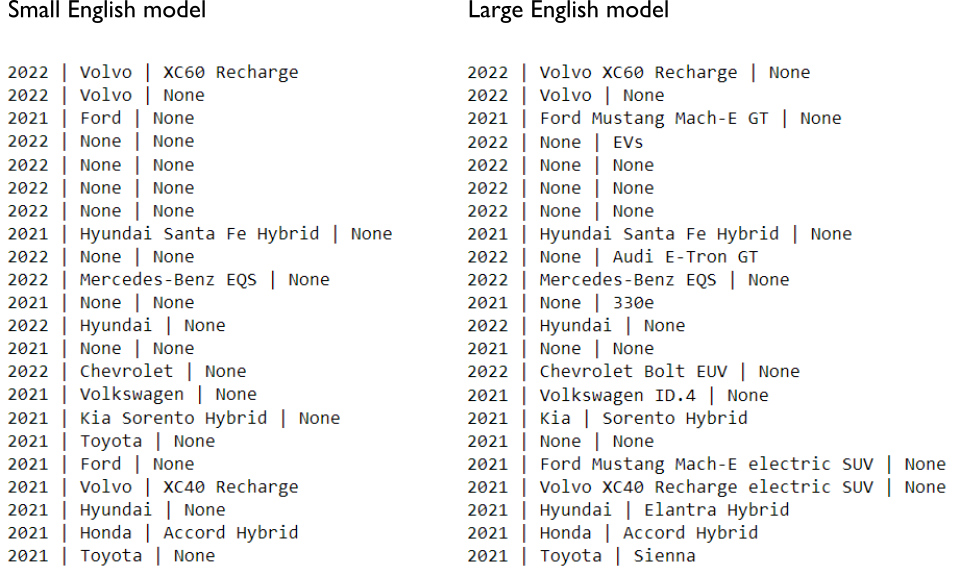 Small English model
2022 | Volvo | XC60 Recharge
2022 | Volvo | None
2021 | Ford | None
2022 | None | None
2022 | None | None
2022 | None | None
2022 | None | None
2021 | Hyundai Santa Fe Hybrid | None
2022 | None | None
2022 | Mercedes-Benz EQS | None
2021 | None | None
2022 | Hyundai | None
2021 | None | None
2022 | Chevrolet | None
2021 | Volkswagen | None
2021 | Kia Sorento Hybrid | None
2021 | Toyota | None
2021 | Ford | None
2021 | Volvo | XC40 Recharge
2021 | Hyundai | None
2021 | Honda | Accord Hybrid
2021 | Toyota | None
Large English model
2022 | Volvo XC60 Recharge | None
2022 | Volvo | None
2021 | Ford Mustang Mach-E GT | None
2022 | None | EVs
2022 | None | None
2022 | None | None
2022 | None | None
2021 | Hyundai Santa Fe Hybrid | None
2022 | None | Audi E-Tron GT
2022 | Mercedes-Benz EQS | None
2021 | None | 330e
2022 | Hyundai | None
2021 | None | None
2022 | Chevrolet Bolt EUV | None
2021 | Volkswagen ID.4 | None
2021 | Kia | Sorento Hybrid
2021 | None | None
2021 | Ford Mustang Mach-E electric SUV | None
2021 | Volvo XC40 Recharge electric SUV | None
2021 | Hyundai | Elantra Hybrid
2021 | Honda | Accord Hybrid
2021 | Toyota | Sienna